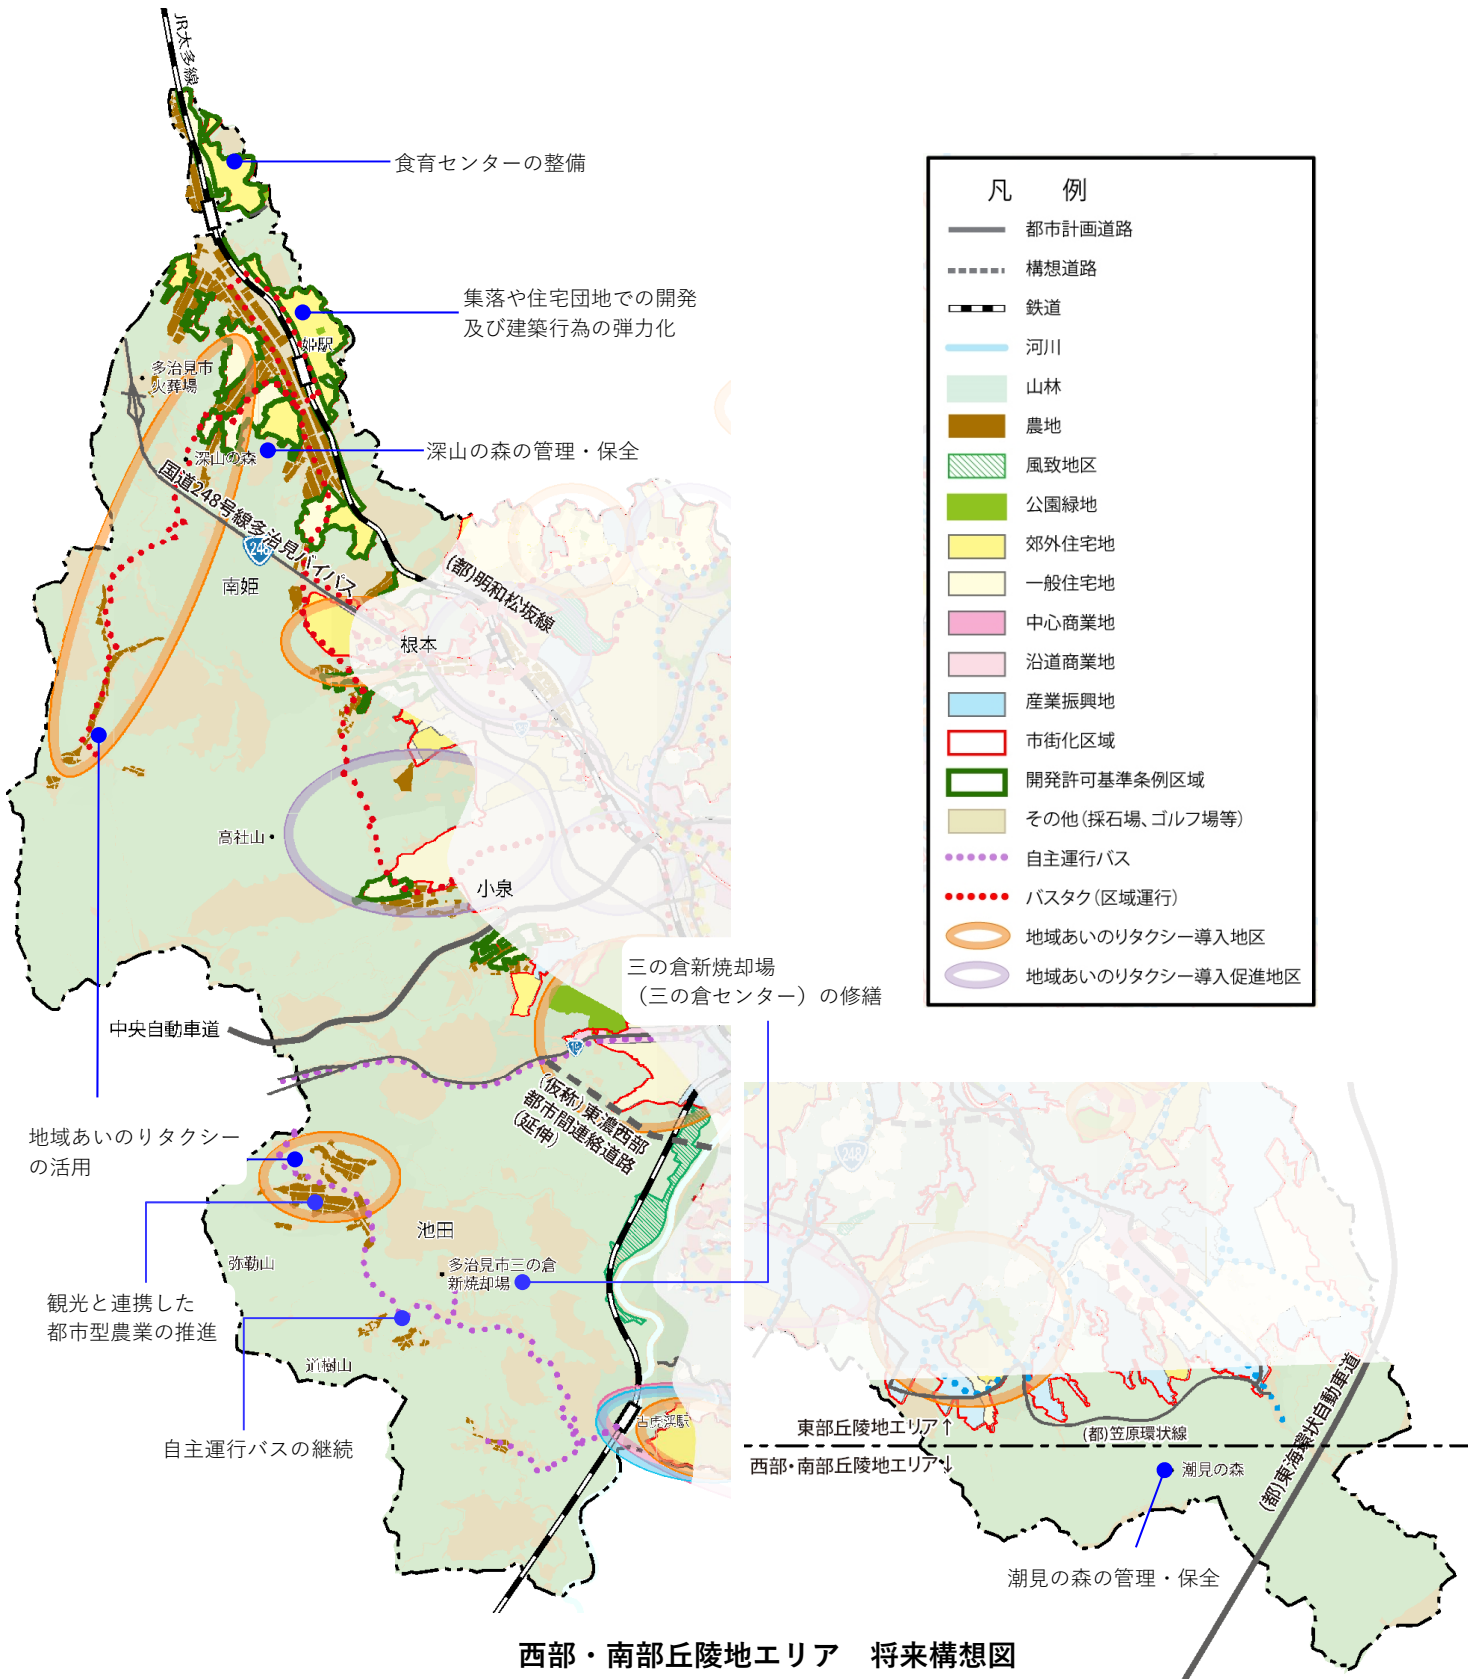 JR太多線
食育センターの整備
集落や住宅団地での開発
及び建築行為の弾力化
姫駅
多治見市
火葬場
深山の森
深山の森の管理・保全
国道248号線多治見バイパス
248
南姫
(都)明和松坂線
根本
高社山
小泉
三の倉新焼却場
(三の倉センター)の修繕
中央自動車道
19
(仮称)東濃西部
都市間連絡道路
(延伸)
地域あいのりタクシー
の活用
池田
弥勒山
多治見市三の倉
新焼却場
観光と連携した
都市型農業の推進
道樹山
自主運行バスの継続
古虎渓駅
凡 例
都市計画道路
構想道路
鉄道
河川
山林
農地
風致地区
公園緑地
郊外住宅地
一般住宅地
中心商業地
沿道商業地
産業振興地
市街化区域
開発許可基準条例区域
その他(採石場、ゴルフ場等)
自主運行バス
バスタク(区域運行)
地域あいのりタクシー導入地区
地域あいのりタクシー導入促進地区
248
東部丘陵地エリア↑
西部・南部丘陵地エリア↓
(都)笠原環状線
(都)東海環状自動車道
潮見の森
潮見の森の管理・保全
西部・南部丘陵地エリア 将来構想図